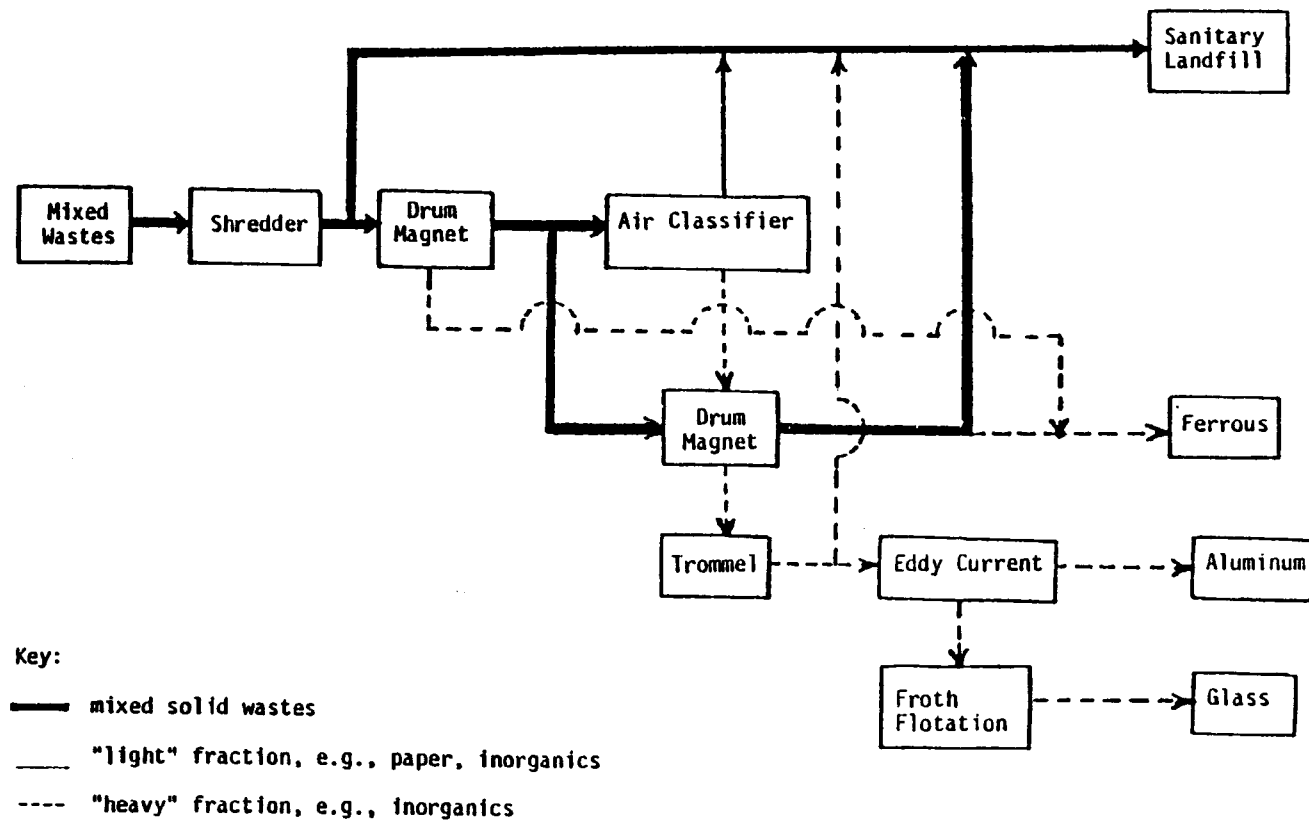 Sanitary
Landfill
Mixed
Wastes
Shredder
Drum
Magnet
Air Classifier
Drum
Magnet
Ferrous
Trommel
Eddy Current
Aluminum
Froth
Flotation
Glass
Key:
mixed solid wastes
"light" fraction, e.g., paper, inorganics
"heavy" fraction, e.g., inorganics